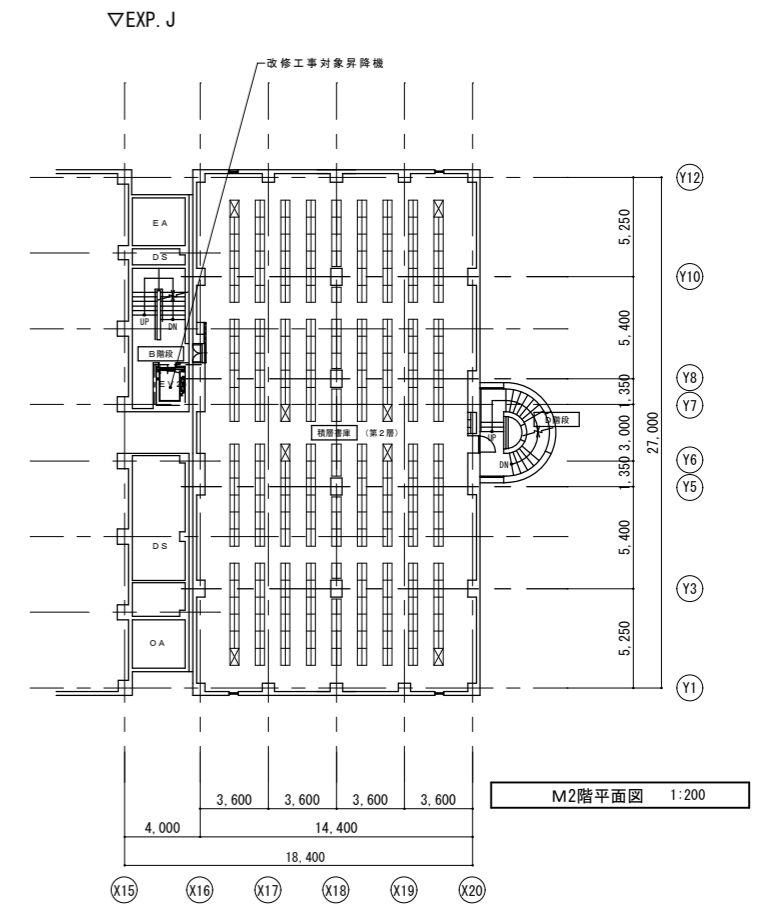 ▽EXP.J
改修工事対象昇降機
Y12
EA
5,250
DS
Y10
UP
DN
5,400
B階段
Y8
1,350
EV2
Y7
積層書庫
(第2層)
D階段
UP
3,000
27,000
DN
Y6
1,350
Y5
DS
5,400
Y3
OA
5,250
Y1
3,600
3,600
3,600
3,600
M2階平面図 1:200
4,000
14,400
18,400
X15
X16
X17
X18
X19
X20